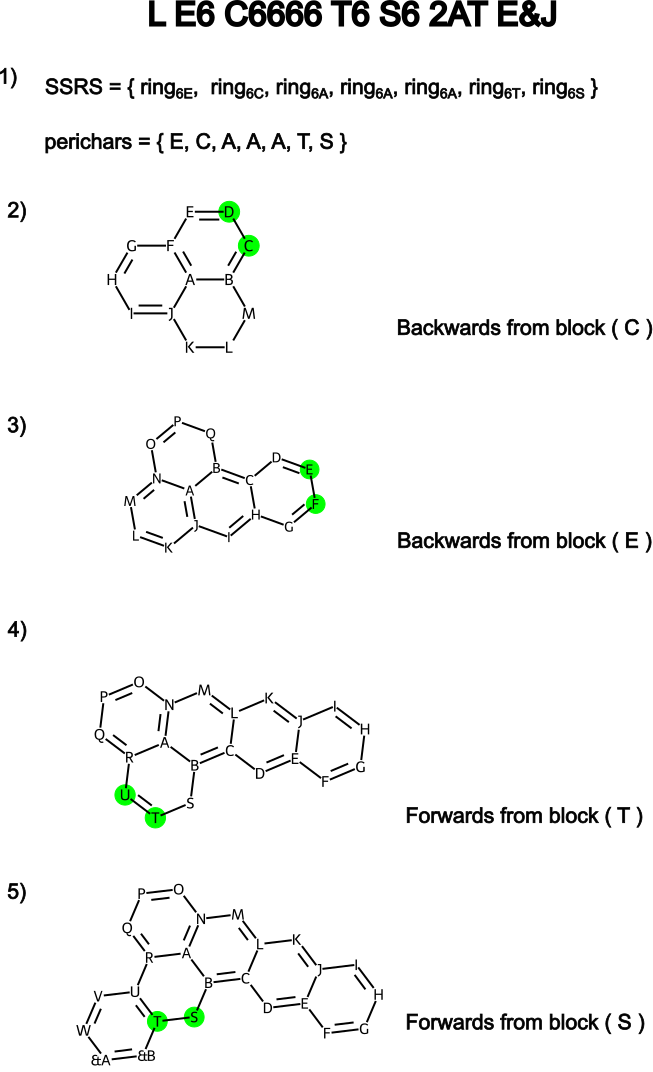 L E6 C6666 T6 S6 2AT E&J
1)
SSRS = { ring6E, ring6C, ring6A, ring6A, ring6A, ring6T, ring6S }
perichars = { E, C, A, A, A, T, S }
2)
E D
G F C
H A B
I J M
K L
Backwards from block ( C )
3)
P
O Q
B D E
N A C
M F
J H G
L K I
Backwards from block ( E )
4)
P O M K
N L J I H
Q A C
R B D E F G
U S
T
Forwards from block ( T )
5)
P O
Q N M
R A L K
V U B C J I
W T S D E H
&A &B F G
Forwards from block ( S )